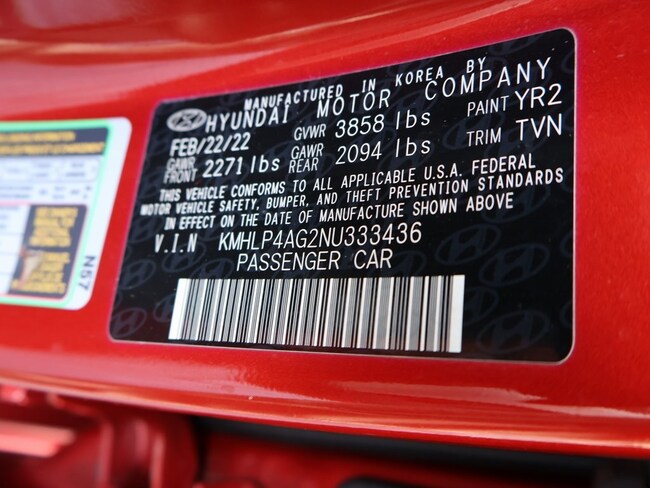 MANUFACTURED IN KOREA BY
HYUNDAI MOTOR COMPANY
FEB/22/22 GVWR 3858 lbs PAINT YR2
GAWR FRONT 2271 lbs GAWR REAR 2094 lbs TRIM TVN
THIS VEHICLE CONFORMS TO ALL APPLICABLE U.S.A. FEDERAL
MOTOR VEHICLE SAFETY, BUMPER, AND THEFT PREVENTION STANDARDS
IN EFFECT ON THE DATE OF MANUFACTURE SHOWN ABOVE
V.I.N KMHLP4AG2NU333436
PASSENGER CAR
N57